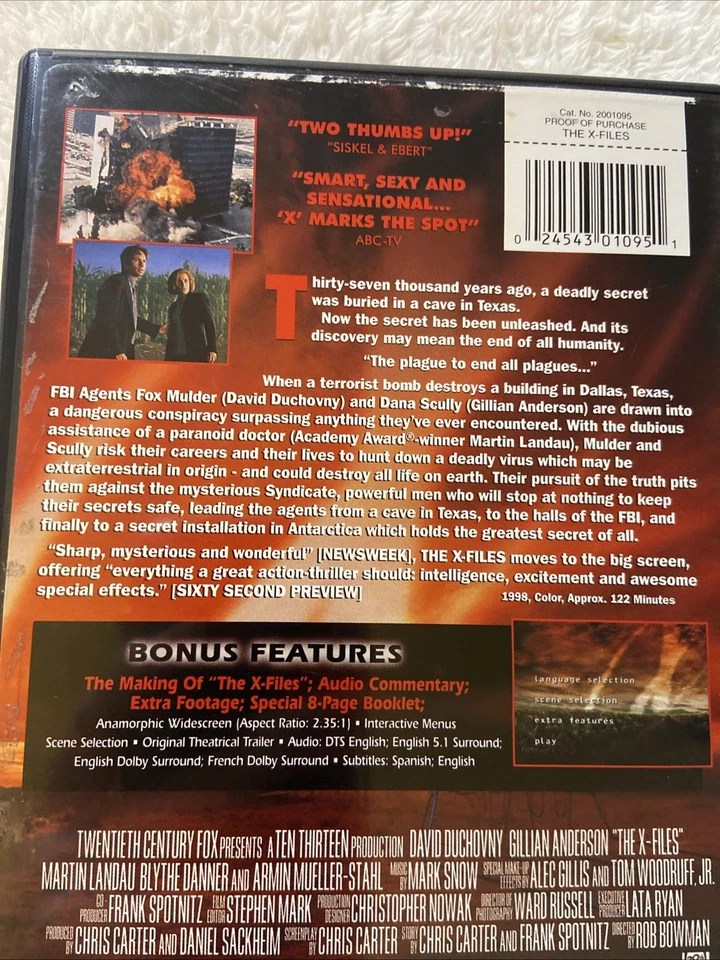 Cat. No. 2001095
PROOF OF PURCHASE
THE X-FILES
0 24543 01095 1
"TWO THUMBS UP!"
"SISKEL & EBERT"
"SMART, SEXY AND
SENSATIONAL...
'X' MARKS THE SPOT"
ABC-TV
Thirty-seven thousand years ago, a deadly secret
was buried in a cave in Texas.
Now the secret has been unleashed. And its
discovery may mean the end of all humanity.
"The plague to end all plagues..."
When a terrorist bomb destroys a building in Dallas, Texas,
FBI Agents Fox Mulder (David Duchovny) and Dana Scully (Gillian Anderson) are drawn into
a dangerous conspiracy surpassing anything they've ever encountered. With the dubious
assistance of a paranoid doctor (Academy Award®-winner Martin Landau), Mulder and
Scully risk their careers and their lives to hunt down a deadly virus which may be
extraterrestrial in origin - and could destroy all life on earth. Their pursuit of the truth pits
them against the mysterious Syndicate, powerful men who will stop at nothing to keep
their secrets safe, leading the agents from a cave in Texas, to the halls of the FBI, and
finally to a secret installation in Antarctica which holds the greatest secret of all.
"Sharp, mysterious and wonderful" [NEWSWEEK], THE X-FILES moves to the big screen,
offering "everything a great action-thriller should: intelligence, excitement and awesome
special effects." [SIXTY SECOND PREVIEW]
1998, Color, Approx. 122 Minutes
BONUS FEATURES
The Making Of "The X-Files"; Audio Commentary;
Extra Footage; Special 8-Page Booklet;
Anamorphic Widescreen (Aspect Ratio: 2.35:1) ▪ Interactive Menus
Scene Selection ▪ Original Theatrical Trailer ▪ Audio: DTS English; English 5.1 Surround;
English Dolby Surround; French Dolby Surround ▪ Subtitles: Spanish; English
language selection
scene selection
extra features
play
TWENTIETH CENTURY FOX PRESENTS A TEN THIRTEEN PRODUCTION DAVID DUCHOVNY GILLIAN ANDERSON "THE X-FILES"
MARTIN LANDAU BLYTHE DANNER AND ARMIN MUELLER-STAHL MUSIC BY MARK SNOW SPECIAL MAKE-UP EFFECTS BY ALEC GILLIS AND TOM WOODRUFF, JR.
CO-PRODUCER FRANK SPOTNITZ FILM EDITOR STEPHEN MARK PRODUCTION DESIGNER CHRISTOPHER NOWAK DIRECTOR OF PHOTOGRAPHY WARD RUSSELL EXECUTIVE PRODUCER LATA RYAN
PRODUCED BY CHRIS CARTER AND DANIEL SACKHEIM SCREENPLAY BY CHRIS CARTER STORY BY CHRIS CARTER AND FRANK SPOTNITZ DIRECTED BY ROB BOWMAN